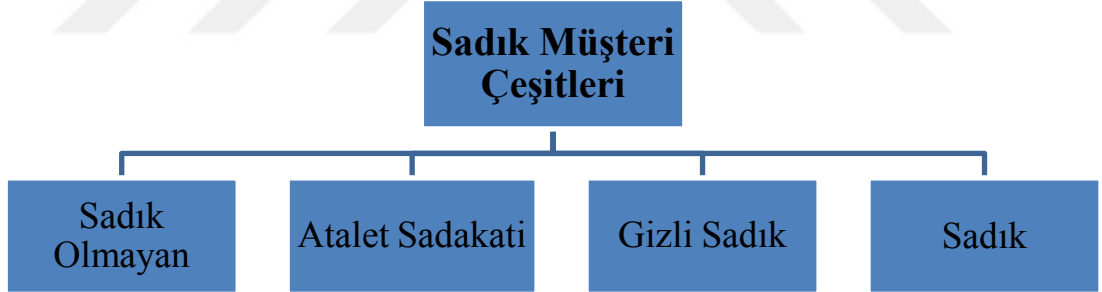 Sadık Müşteri
Çeşitleri
Sadık
Olmayan
Atalet Sadakati
Gizli Sadık
Sadık